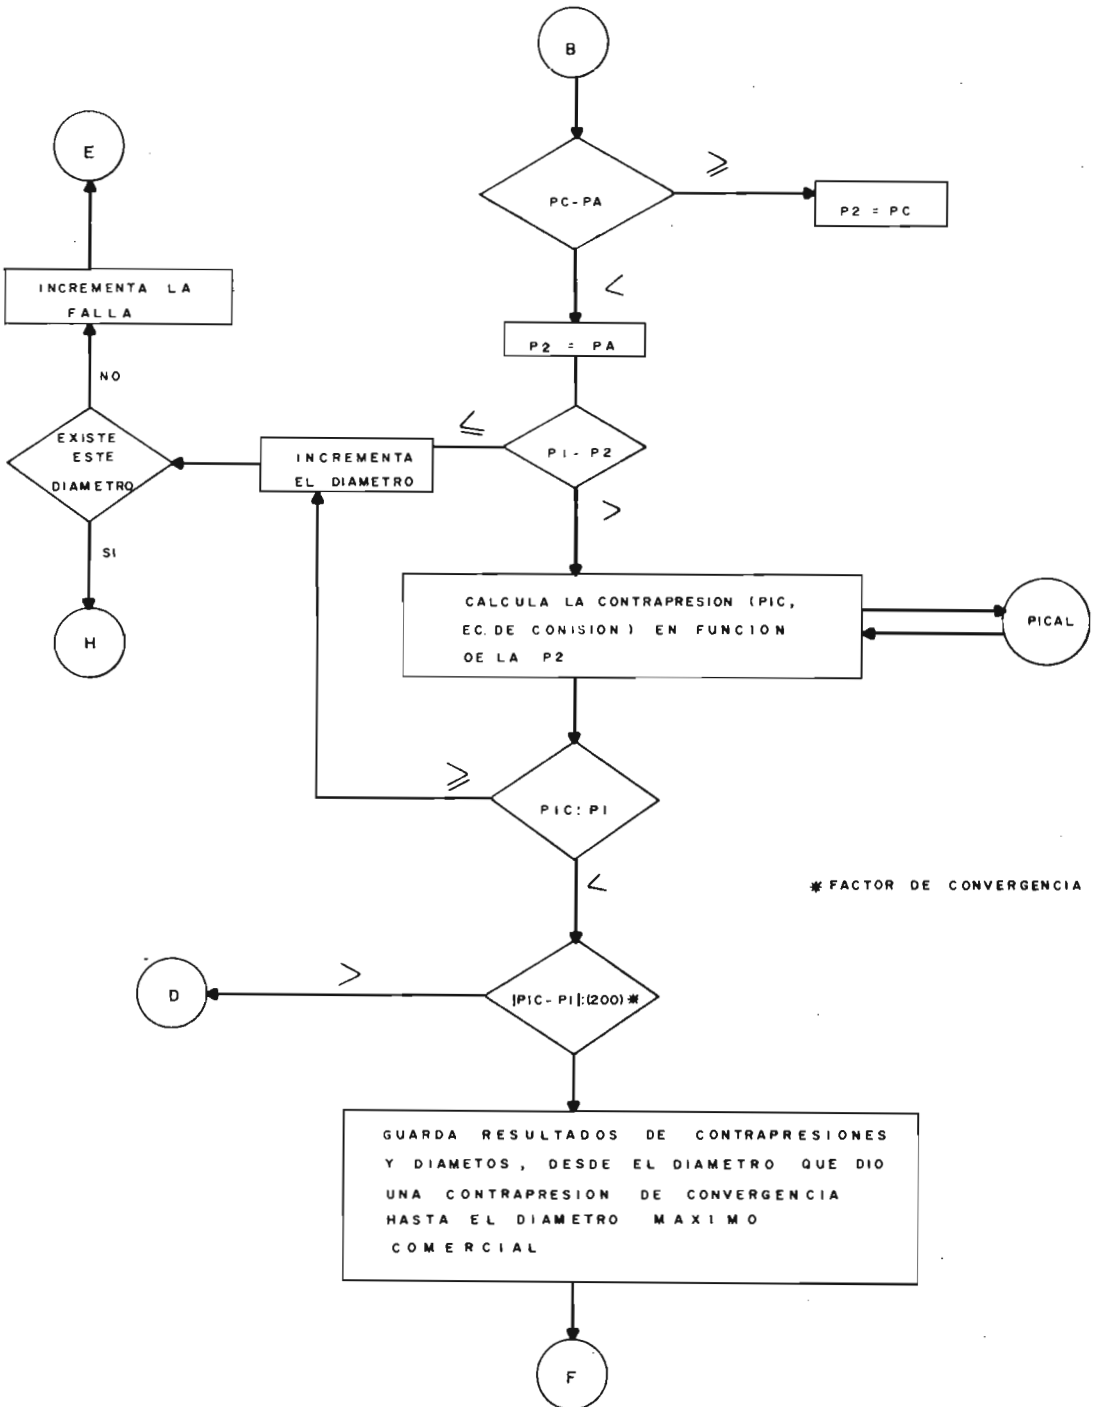 B
E
PC-PA
≥
P2 = PC
<
INCREMENTA LA
FALLA
P2 = PA
NO
EXISTE
ESTE
DIAMETRO
≤
P1-P2
INCREMENTA
EL DIAMETRO
>
SI
H
CALCULA LA CONTRAPRESION (PIC,
EC. DE CONISION) EN FUNCION
DE LA P2
PICAL
≥
PIC:PI
<
* FACTOR DE CONVERGENCIA
D
>
|PIC-PI|:(200)*
GUARDA RESULTADOS DE CONTRAPRESIONES
Y DIAMETOS, DESDE EL DIAMETRO QUE DIO
UNA CONTRAPRESION DE CONVERGENCIA
HASTA EL DIAMETRO MAXIMO
COMERCIAL
F